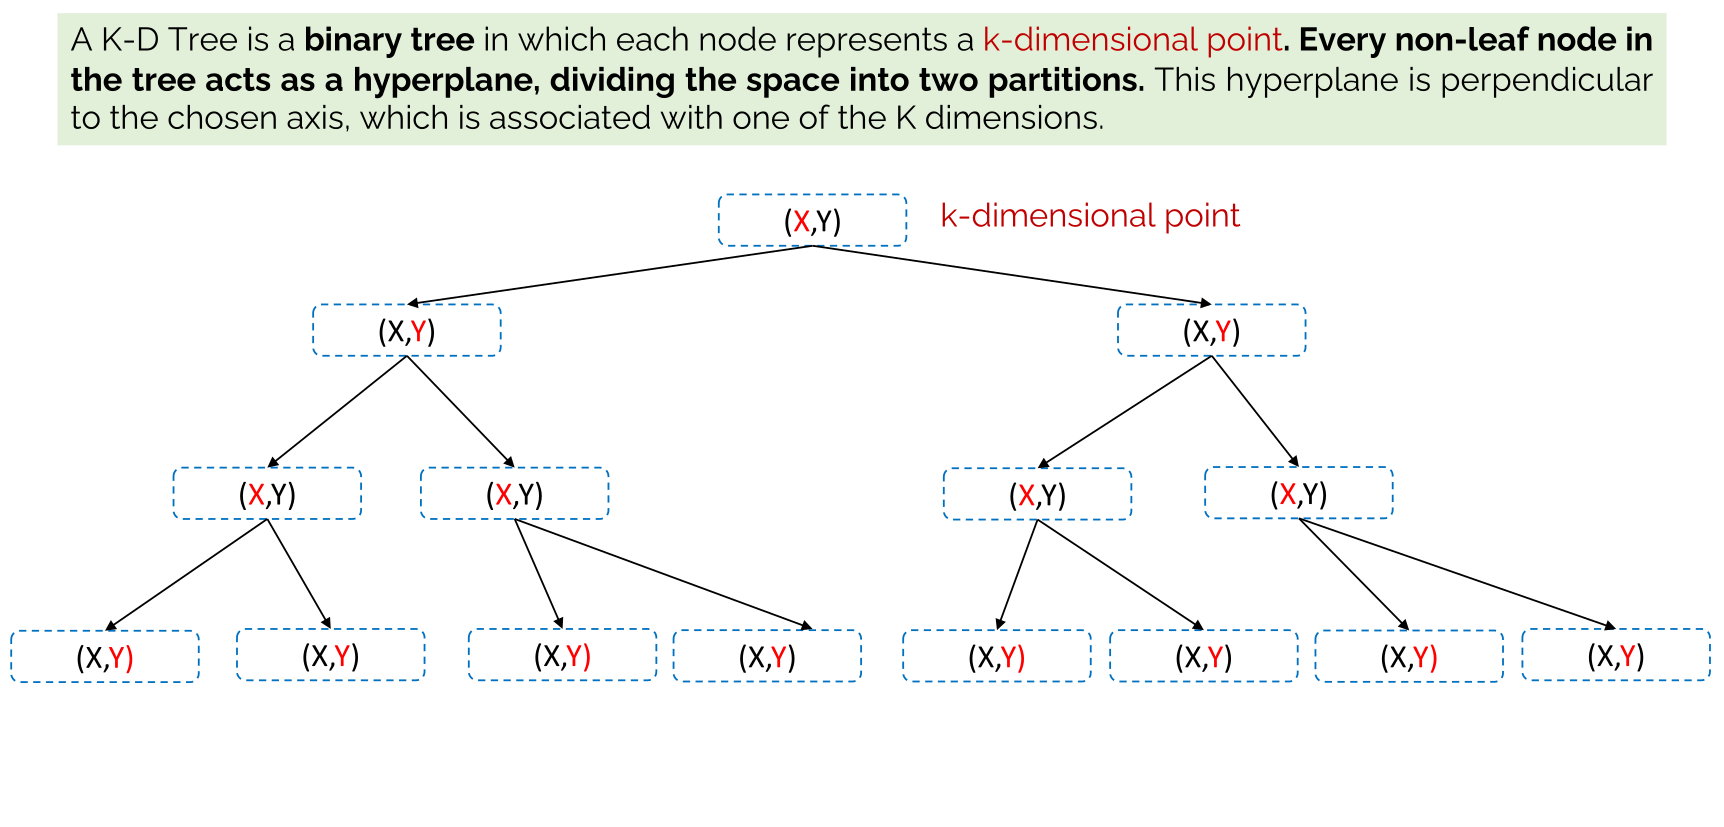 A K-D Tree is a binary tree in which each node represents a k-dimensional point. Every non-leaf node in
the tree acts as a hyperplane, dividing the space into two partitions. This hyperplane is perpendicular
to the chosen axis, which is associated with one of the K dimensions.
(X,Y) k-dimensional point
(X,Y) (X,Y)
(X,Y) (X,Y) (X,Y) (X,Y)
(X,Y) (X,Y) (X,Y) (X,Y) (X,Y) (X,Y) (X,Y) (X,Y)